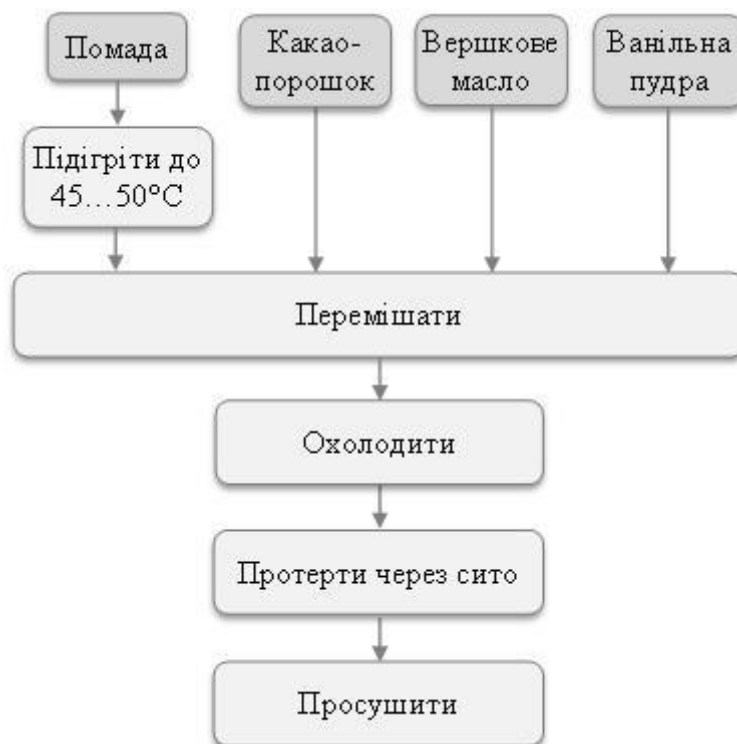 Помада
Какао-
порошок
Вершкове
масло
Ванільна
пудра
Підігріти до
45...50°С
Перемішати
Охолодити
Протерти через сито
Просушити